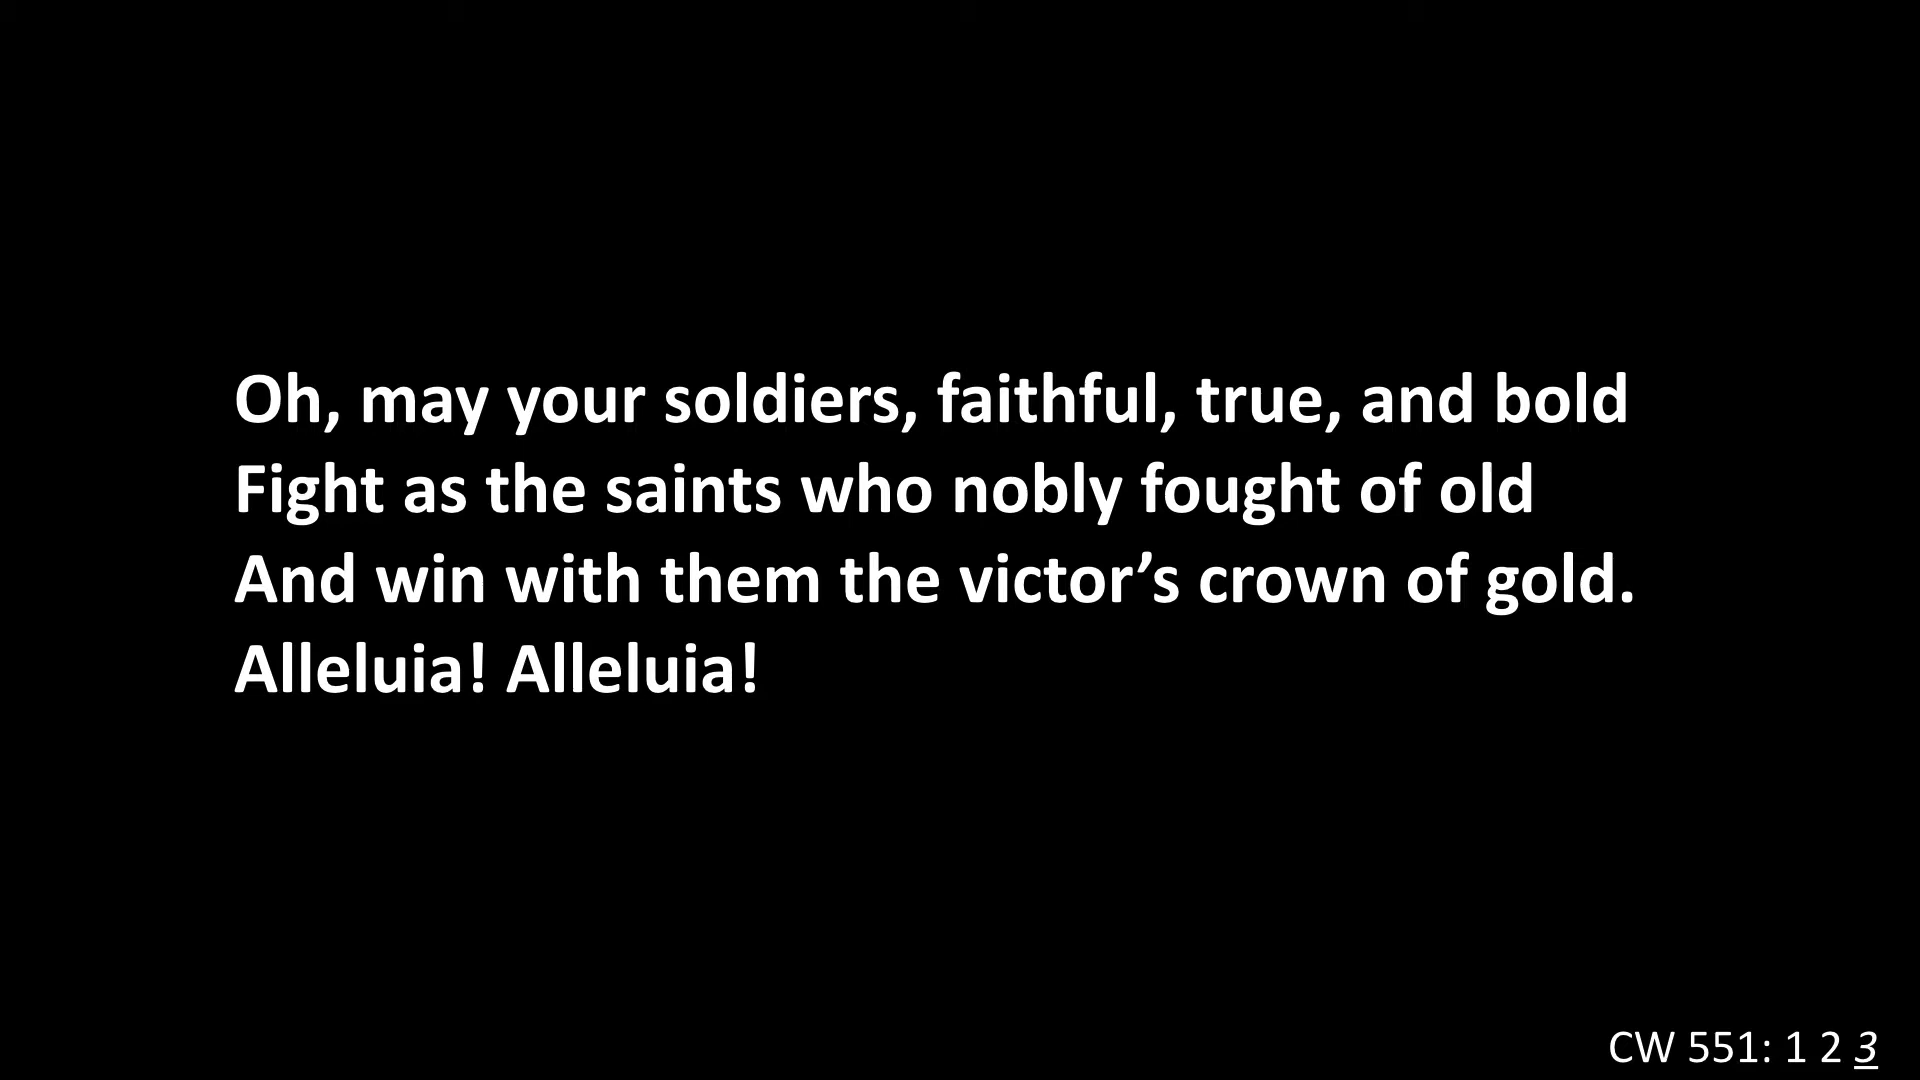 Oh, may your soldiers, faithful, true, and bold
Fight as the saints who nobly fought of old
And win with them the victor’s crown of gold.
Alleluia! Alleluia!
CW 551: 1 2 3